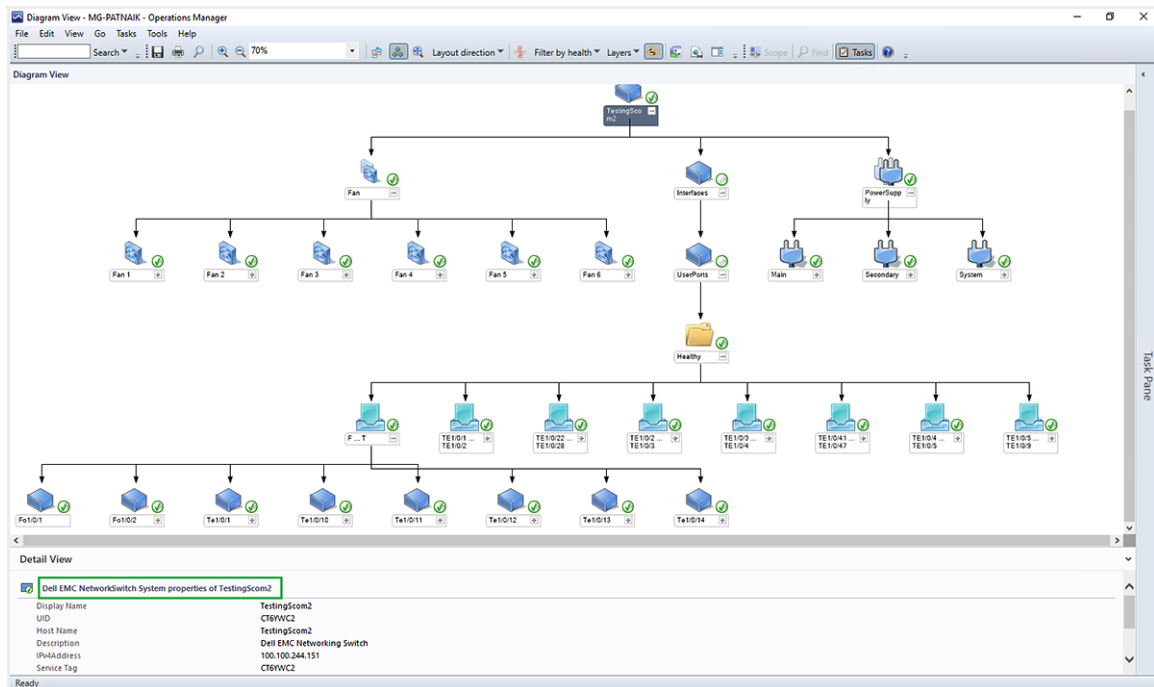 Diagram View - MG-PATNAIK - Operations Manager
File Edit View Go Tasks Tools Help
Search 70% Layout direction Filter by health Layers Scope Find Tasks
Diagram View
TestingSco
m2
Fan Interfaces PowerSupp
ly
Fan 1 Fan 2 Fan 3 Fan 4 Fan 5 Fan 6 UserPorts Main Secondary System
Healthy
F ... T TE1/0/1 ... TE1/0/22 ... TE1/0/2 ... TE1/0/3 ... TE1/0/41 ... TE1/0/4 ... TE1/0/5 ...
TE1/0/2 TE1/0/28 TE1/0/3 TE1/0/4 TE1/0/47 TE1/0/5 TE1/0/9
Fo1/0/1 Fo1/0/2 Te1/0/1 Te1/0/10 Te1/0/11 Te1/0/12 Te1/0/13 Te1/0/14
Task Pane
Detail View
Dell EMC NetworkSwitch System properties of TestingScom2
Display Name TestingScom2
UID CT6YWC2
Host Name TestingScom2
Description Dell EMC Networking Switch
IPv4Address 100.100.244.151
Service Tag CT6YWC2
Ready